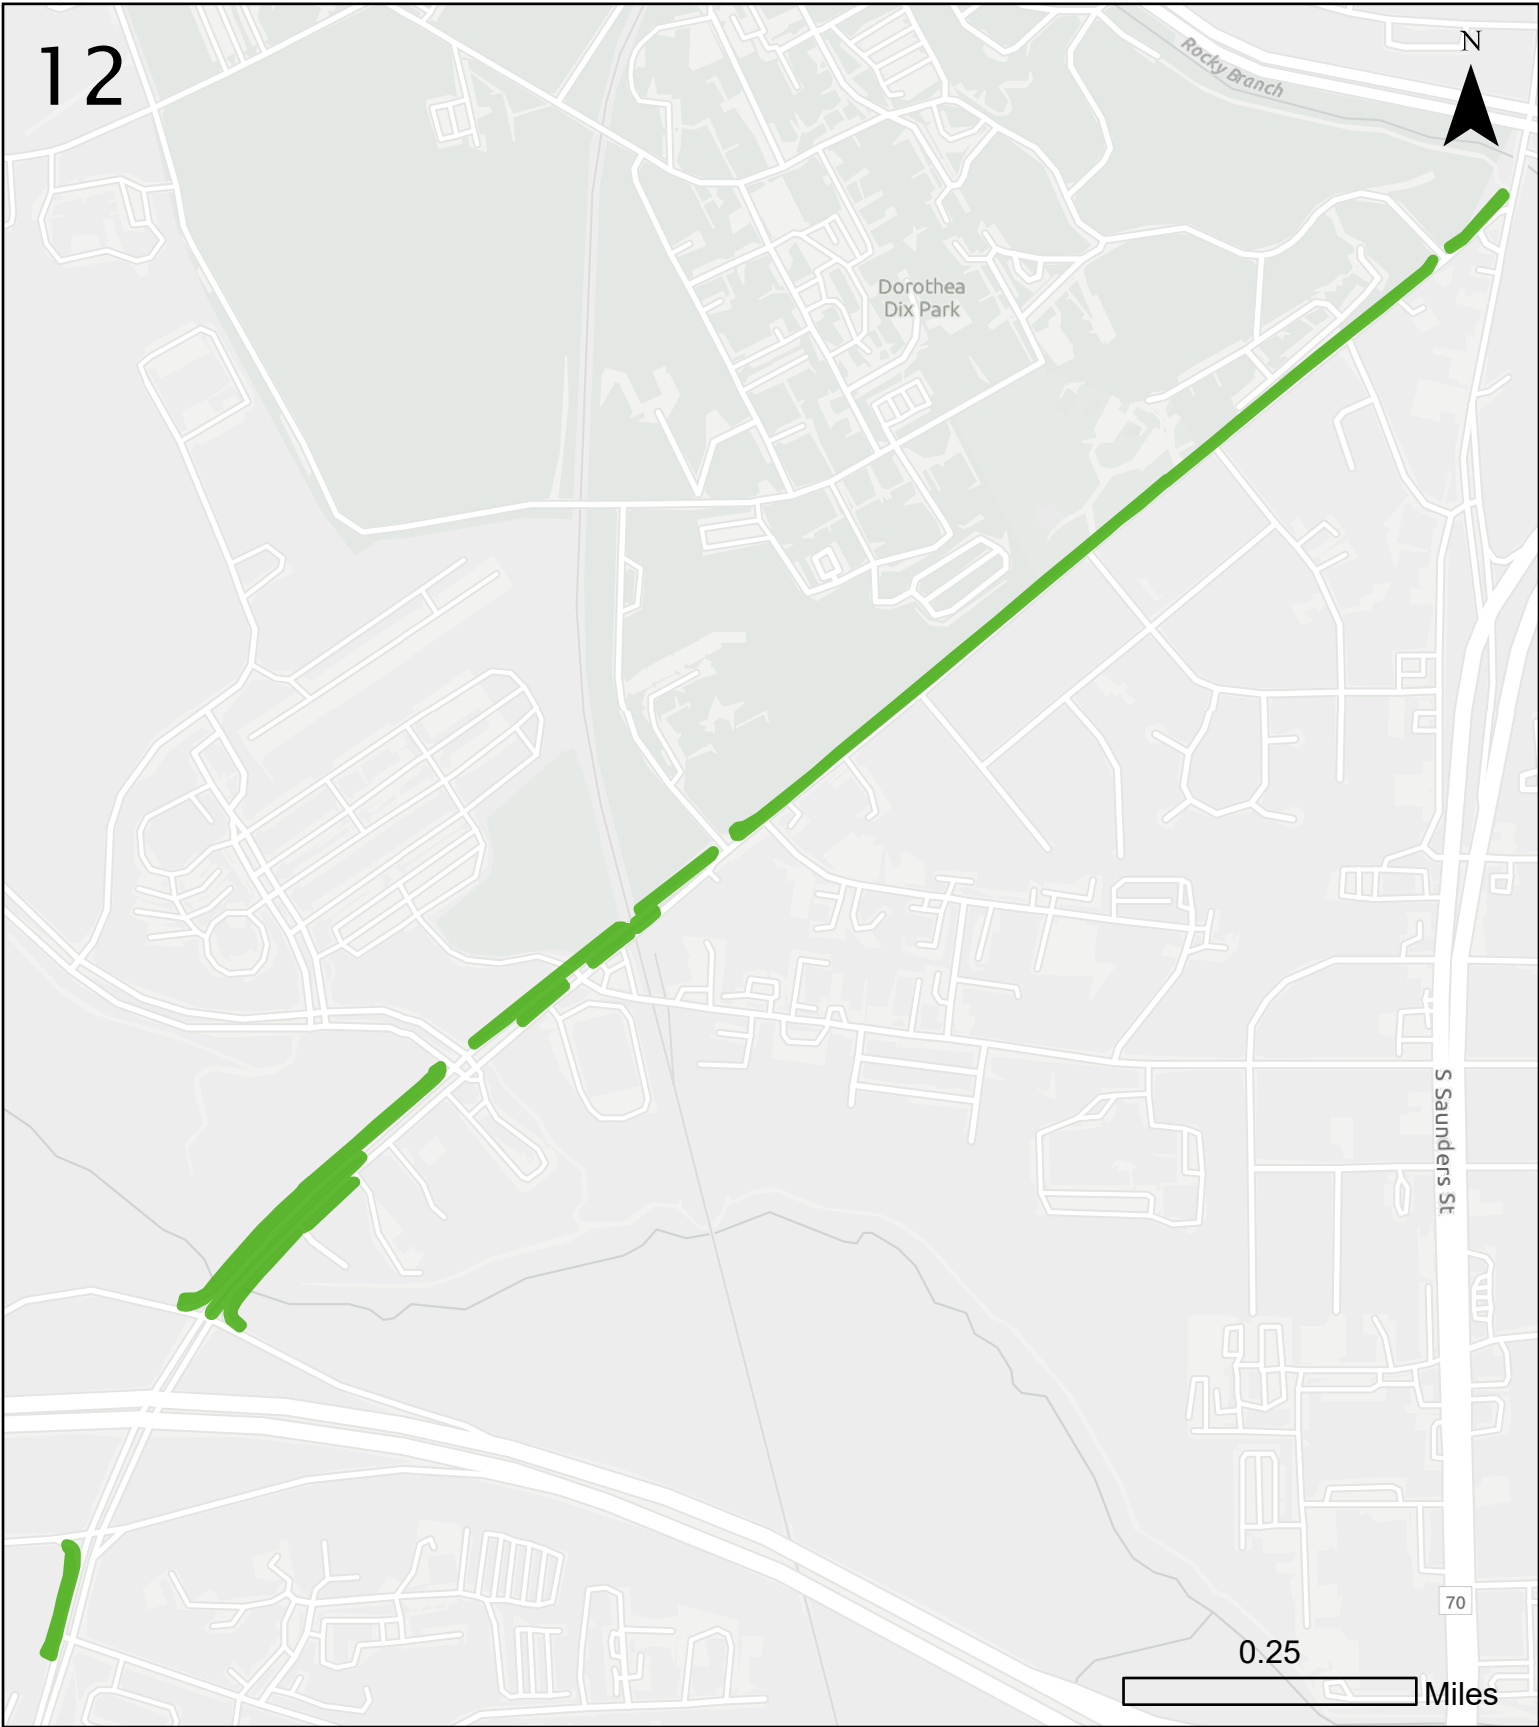 12
Rocky Branch
N
Dorothea
Dix Park
S Saunders St
70
0.25
Miles